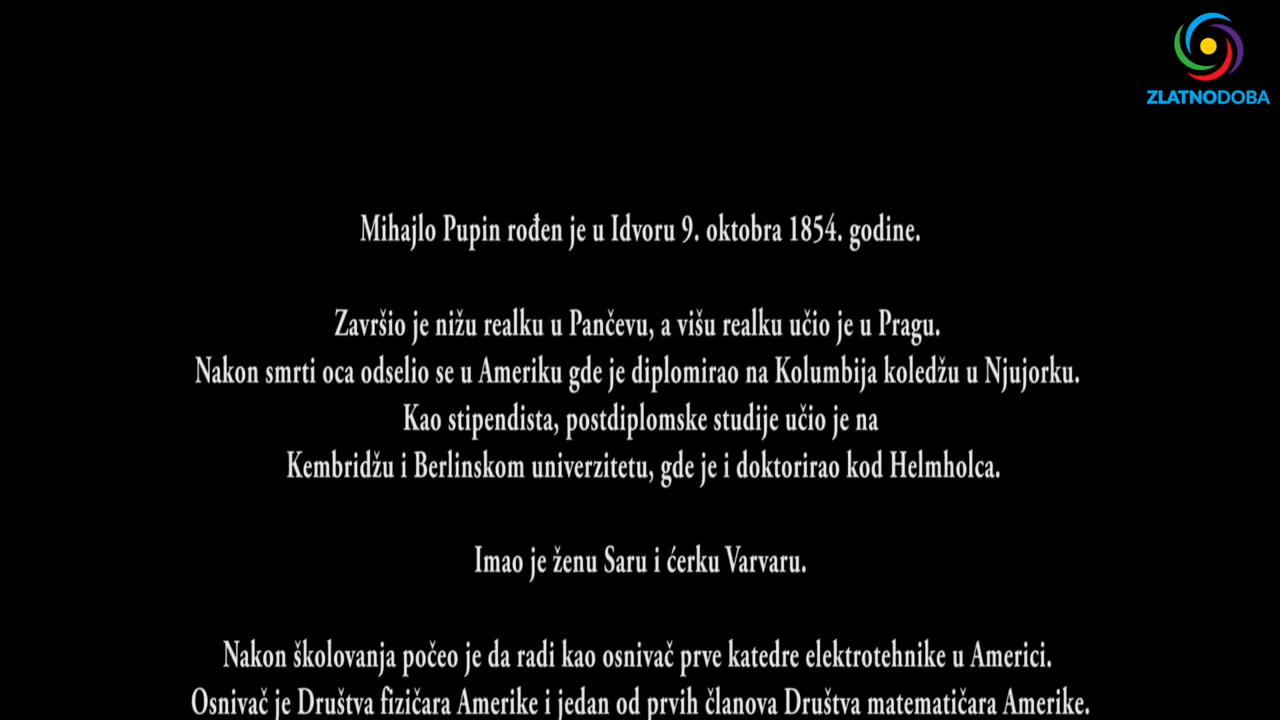 ZLATNODOBA
Mihajlo Pupin rođen je u Idvoru 9. oktobra 1854. godine.
Završio je nižu realku u Pančevu, a višu realku učio je u Pragu.
Nakon smrti oca odselio se u Ameriku gde je diplomirao na Kolumbija koledžu u Njujorku.
Kao stipendista, postdiplomske studije učio je na
Kembridžu i Berlinskom univerzitetu, gde je i doktorirao kod Helmholca.
Imao je ženu Saru i ćerku Varvaru.
Nakon školovanja počeo je da radi kao osnivač prve katedre elektrotehnike u Americi.
Osnivač je Društva fizičara Amerike i jedan od prvih članova Društva matematičara Amerike.